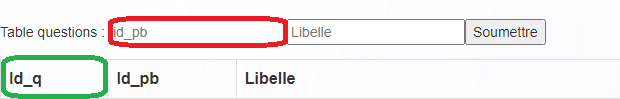 Table questions : id_pb Libelle Soumettre
Id_q Id_pb Libelle